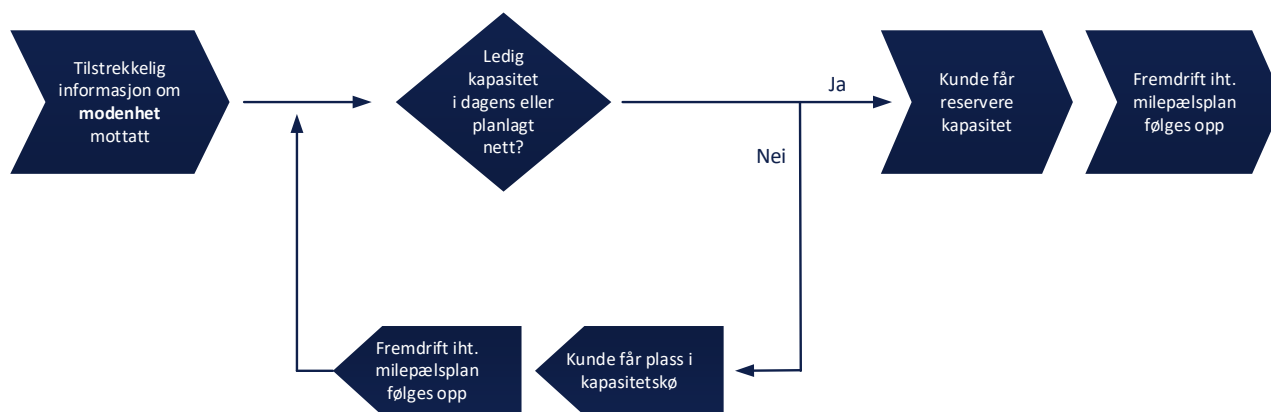 Tilstrekkelig
informasjon om
modenhet
mottatt
Ledig
kapasitet
i dagens eller
planlagt
nett?
Ja
Nei
Kunde får
reservere
kapasitet
Fremdrift iht.
milepælsplan
følges opp
Fremdrift iht.
milepælsplan
følges opp
Kunde får plass i
kapasitetskø